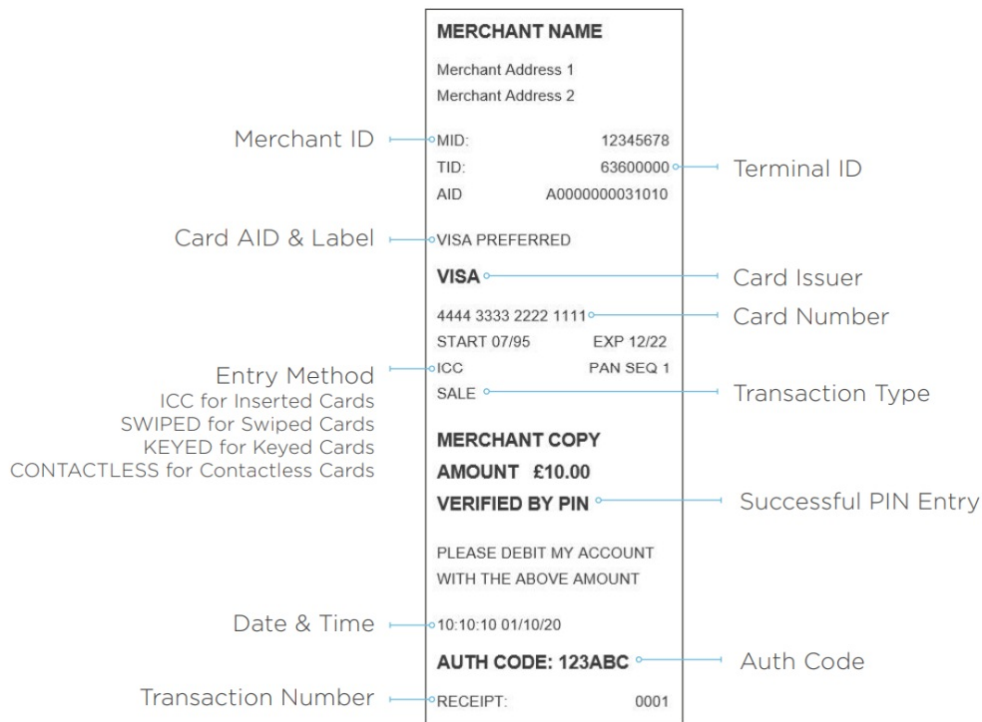 MERCHANT NAME
Merchant Address 1
Merchant Address 2
Merchant ID MID: 12345678
TID: 63600000 Terminal ID
AID A0000000031010
Card AID & Label VISA PREFERRED
VISA Card Issuer
4444 3333 2222 1111 Card Number
START 07/95 EXP 12/22
Entry Method ICC PAN SEQ 1
ICC for Inserted Cards
SWIPED for Swiped Cards
KEYED for Keyed Cards
CONTACTLESS for Contactless Cards
SALE Transaction Type
MERCHANT COPY
AMOUNT £10.00
VERIFIED BY PIN Successful PIN Entry
PLEASE DEBIT MY ACCOUNT
WITH THE ABOVE AMOUNT
Date & Time 10:10:10 01/10/20
AUTH CODE: 123ABC Auth Code
Transaction Number RECEIPT: 0001